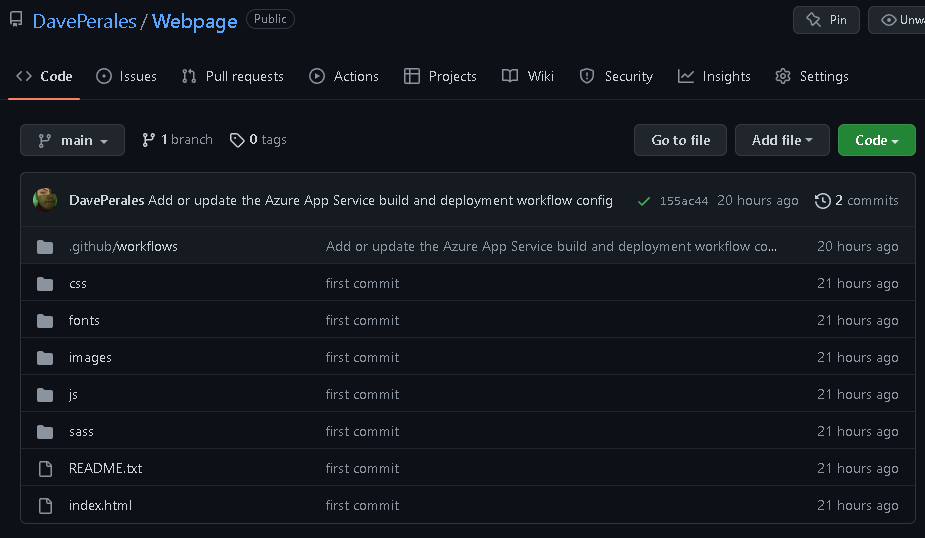 DavePerales / Webpage Public Pin Unw
Code Issues Pull requests Actions Projects Wiki Security Insights Settings
main 1 branch 0 tags Go to file Add file Code
DavePerales Add or update the Azure App Service build and deployment workflow config 155ac44 20 hours ago 2 commits
.github/workflows Add or update the Azure App Service build and deployment workflow co... 20 hours ago
css first commit 21 hours ago
fonts first commit 21 hours ago
images first commit 21 hours ago
js first commit 21 hours ago
sass first commit 21 hours ago
README.txt first commit 21 hours ago
index.html first commit 21 hours ago